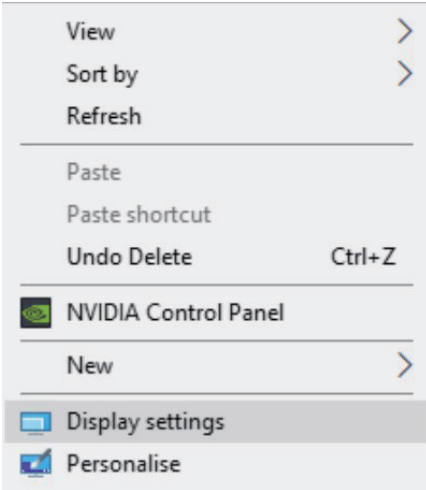 View
Sort by
Refresh
Paste
Paste shortcut
Undo Delete Ctrl+Z
NVIDIA Control Panel
New
Display settings
Personalise